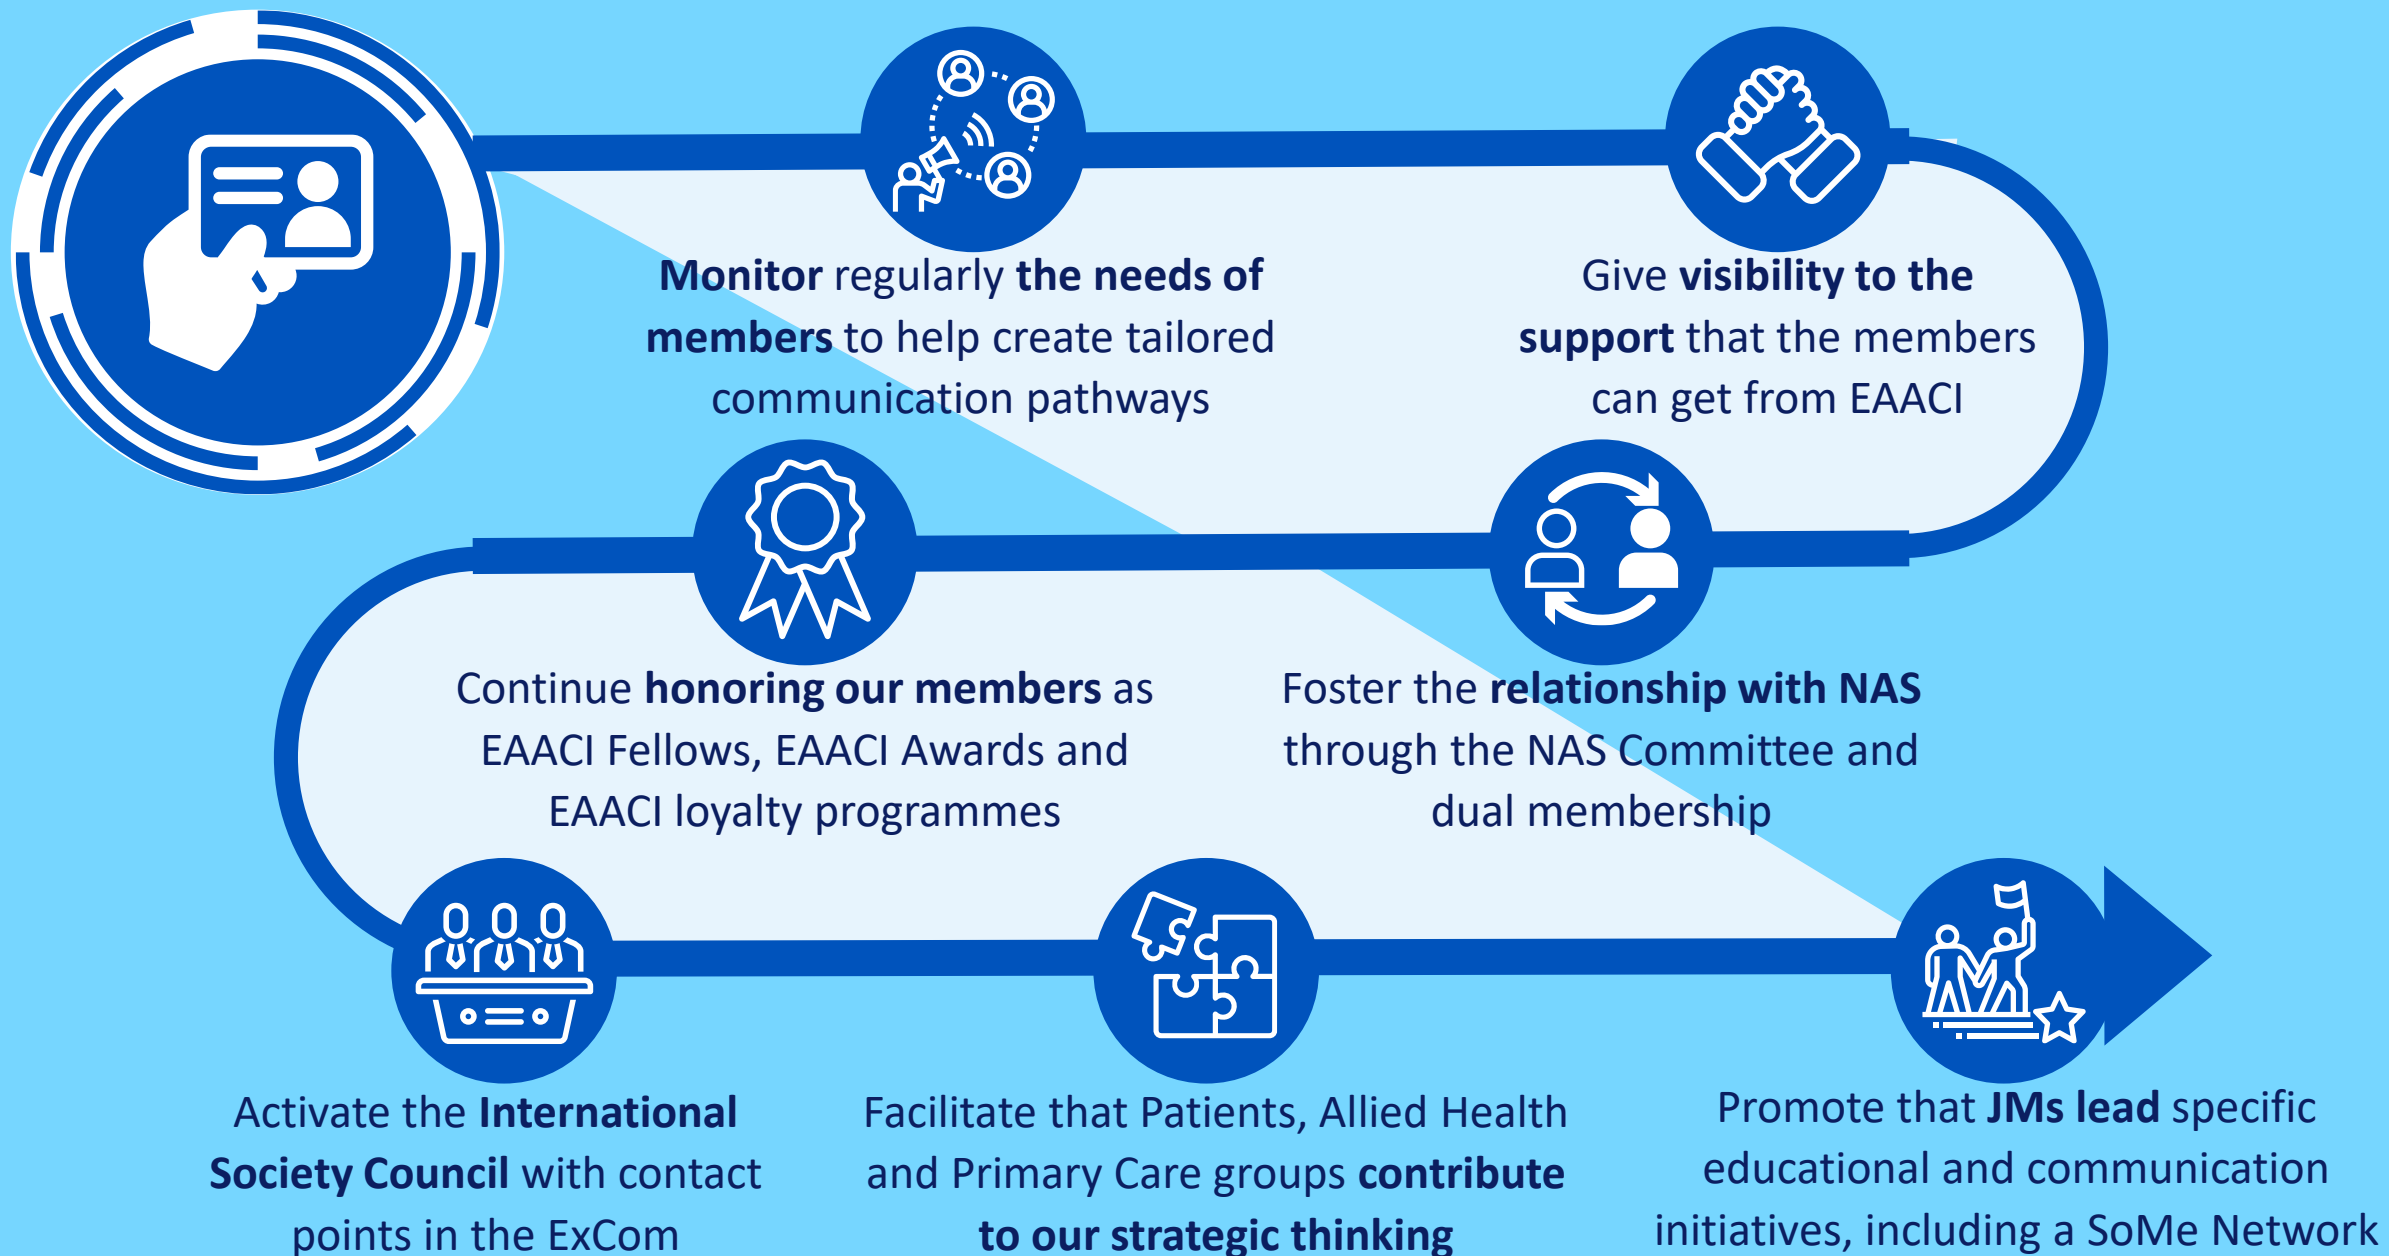 Monitor regularly the needs of
members to help create tailored
communication pathways
Give visibility to the
support that the members
can get from EAACI
Foster the relationship with NAS
through the NAS Committee and
dual membership
Continue honoring our members as
EAACI Fellows, EAACI Awards and
EAACI loyalty programmes
Activate the International
Society Council with contact
points in the ExCom
Facilitate that Patients, Allied Health
and Primary Care groups contribute
to our strategic thinking
Promote that JMs lead specific
educational and communication
initiatives, including a SoMe Network